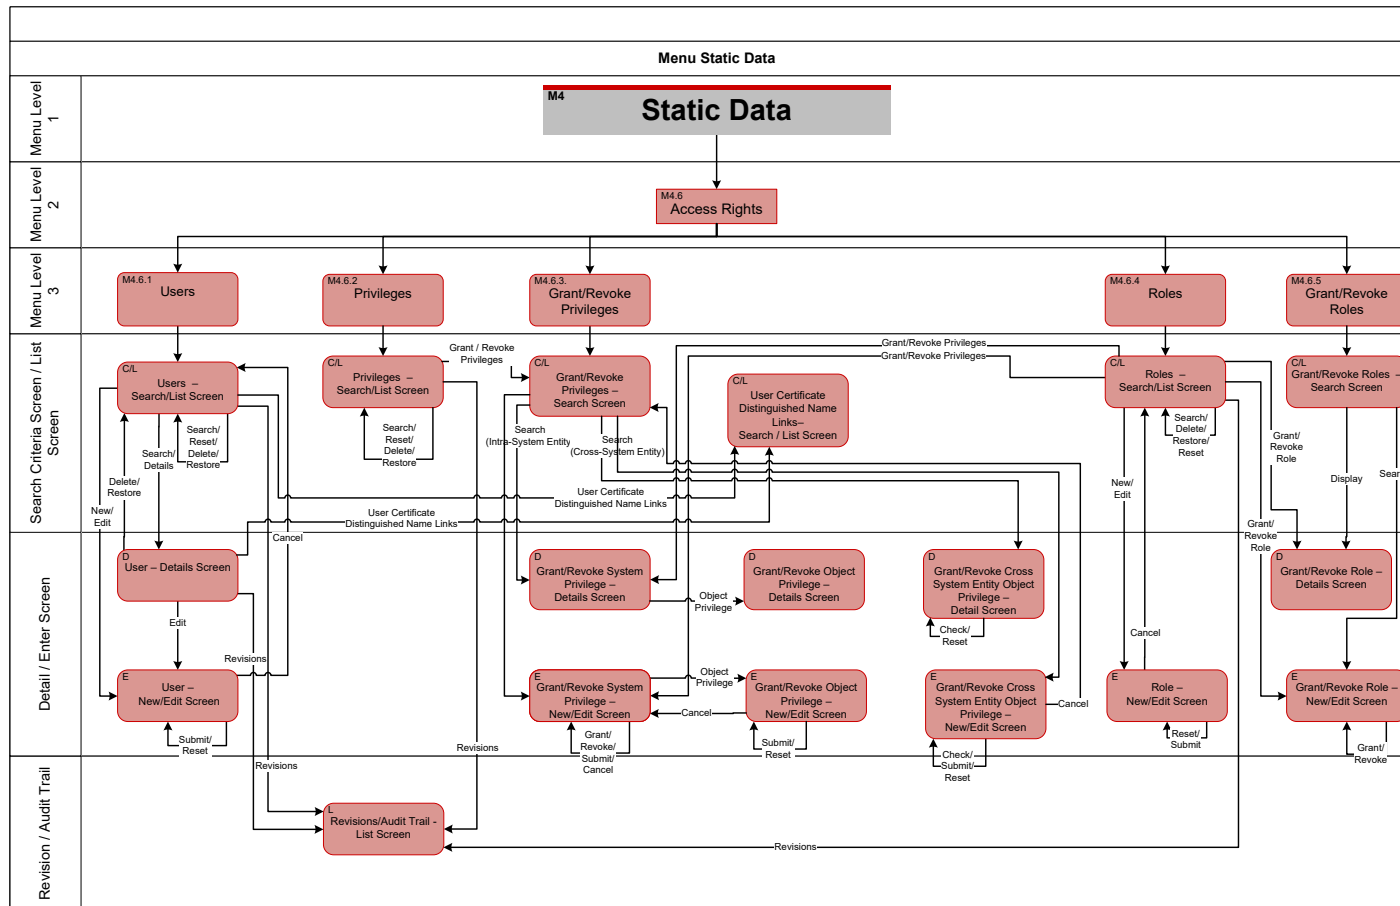 Menu Static Data
Menu Level
1
M4
Static Data
Menu Level
2
M4.6
Access Rights
Menu Level
3
M4.6.1
Users
M4.6.2
Privileges
M4.6.3.
Grant/Revoke
Privileges
M4.6.4
Roles
M4.6.5
Grant/Revoke
Roles
Search Criteria Screen / List
Screen
C/L
Users –
Search/List Screen
C/L
Privileges –
Search/List Screen
Grant / Revoke
Privileges
C/L
Grant/Revoke
Privileges –
Search Screen
C/L
User Certificate
Distinguished Name
Links–
Search / List Screen
Grant/Revoke Privileges
Grant/Revoke Privileges
C/L
Roles –
Search/List Screen
C/L
Grant/Revoke Roles –
Search Screen
Search/
Reset/
Delete/
Restore
Search/
Details
Delete/
Restore
New/
Edit
Search/
Reset/
Delete/
Restore
Search
(Intra-System Entity)
Search
(Cross-System Entity)
Search/
Delete/
Restore/
Reset
Grant/
Revoke
Role
New/
Edit
Display
Sear
User Certificate
Distinguished Name Links
User Certificate
Distinguished Name Links
Cancel
Grant/
Revoke
Role
Detail / Enter Screen
D
User – Details Screen
D
Grant/Revoke System
Privilege –
Details Screen
Object
Privilege
D
Grant/Revoke Object
Privilege –
Details Screen
D
Grant/Revoke Cross
System Entity Object
Privilege –
Detail Screen
Check/
Reset
D
Grant/Revoke Role –
Details Screen
Edit
Revisions
Cancel
E
User –
New/Edit Screen
Submit/
Reset
E
Grant/Revoke System
Privilege –
New/Edit Screen
Object
Privilege
Cancel
E
Grant/Revoke Object
Privilege –
New/Edit Screen
E
Grant/Revoke Cross
System Entity Object
Privilege –
New/Edit Screen
Cancel
E
Role –
New/Edit Screen
E
Grant/Revoke Role –
New/Edit Screen
Grant/
Revoke/
Submit/
Cancel
Submit/
Reset
Check/
Submit/
Reset
Reset/
Submit
Grant/
Revoke
Revisions
Revisions
Revision / Audit Trail
L
Revisions/Audit Trail -
List Screen
Revisions